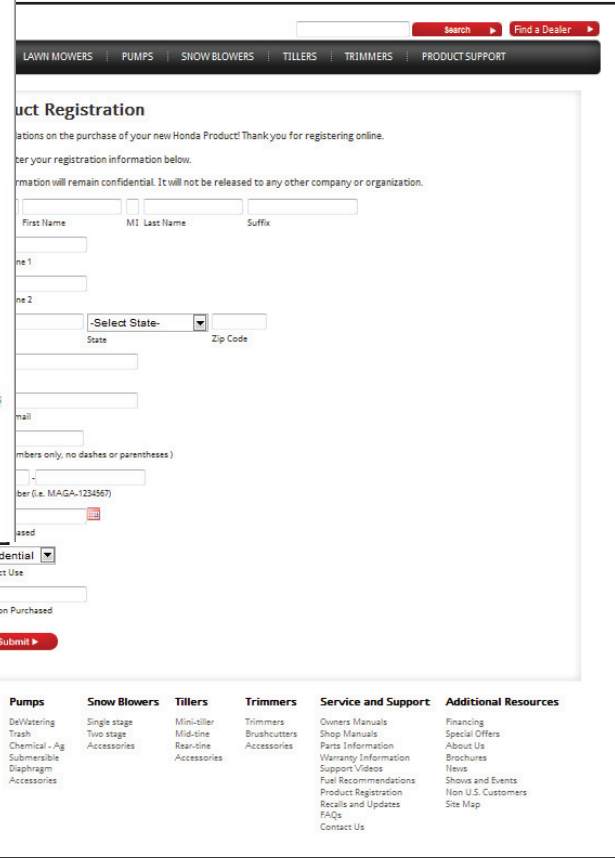 Search Find a Dealer
LAWN MOWERS PUMPS SNOW BLOWERS TILLERS TRIMMERS PRODUCT SUPPORT
uct Registration
lations on the purchase of your new Honda Product! Thank you for registering online.
ter your registration information below.
rmation will remain confidential. It will not be released to any other company or organization.
First Name MI Last Name Suffix
ne 1
ne 2
-Select State-
State Zip Code
mail
mbers only, no dashes or parentheses )
-
ber (i.e. MAGA-1234567)
ased
dential
ct Use
on Purchased
Submit
Pumps Snow Blowers Tillers Trimmers Service and Support Additional Resources
DeWatering Single stage Mini-tiller Trimmers Owners Manuals Financing
Trash Two stage Mid-tine Brushcutters Shop Manuals Special Offers
Chemical - Ag Accessories Rear-tine Accessories Parts Information About Us
Submersible Accessories Warranty Information Brochures
Diaphragm Support Videos News
Accessories Fuel Recommendations Shows and Events
Product Registration Non U.S. Customers
Recalls and Updates Site Map
FAQs
Contact Us